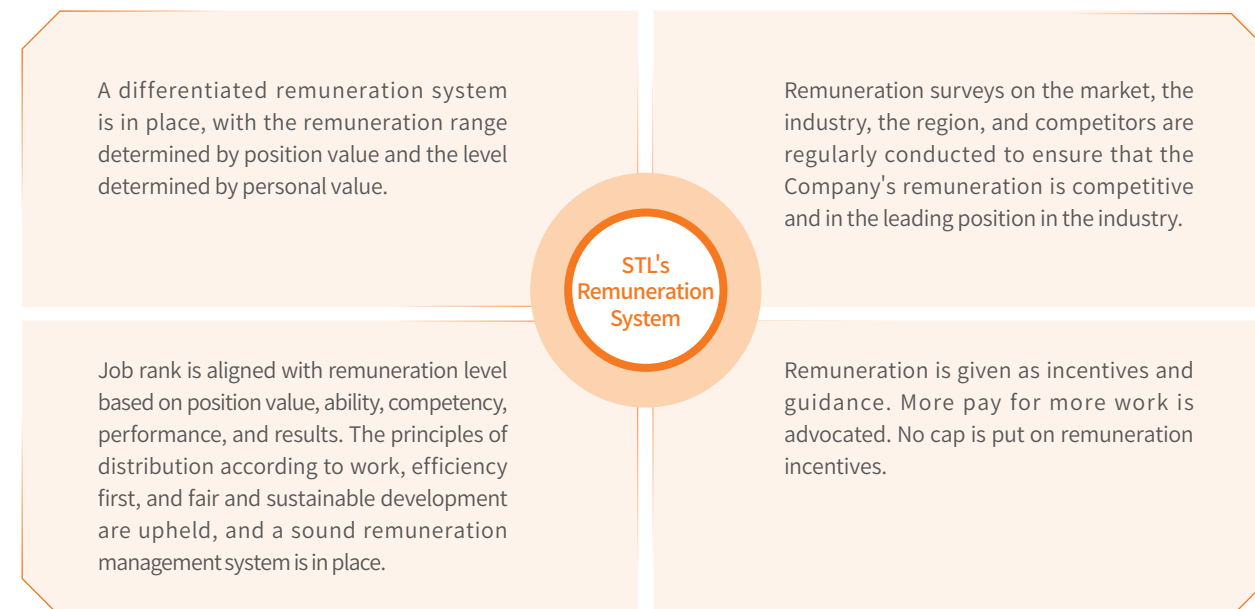 A differentiated remuneration system
is in place, with the remuneration range
determined by position value and the level
determined by personal value.
Remuneration surveys on the market, the
industry, the region, and competitors are
regularly conducted to ensure that the
Company's remuneration is competitive
and in the leading position in the industry.
STL's
Remuneration
System
Job rank is aligned with remuneration level
based on position value, ability, competency,
performance, and results. The principles of
distribution according to work, efficiency
first, and fair and sustainable development
are upheld, and a sound remuneration
management system is in place.
Remuneration is given as incentives and
guidance. More pay for more work is
advocated. No cap is put on remuneration
incentives.